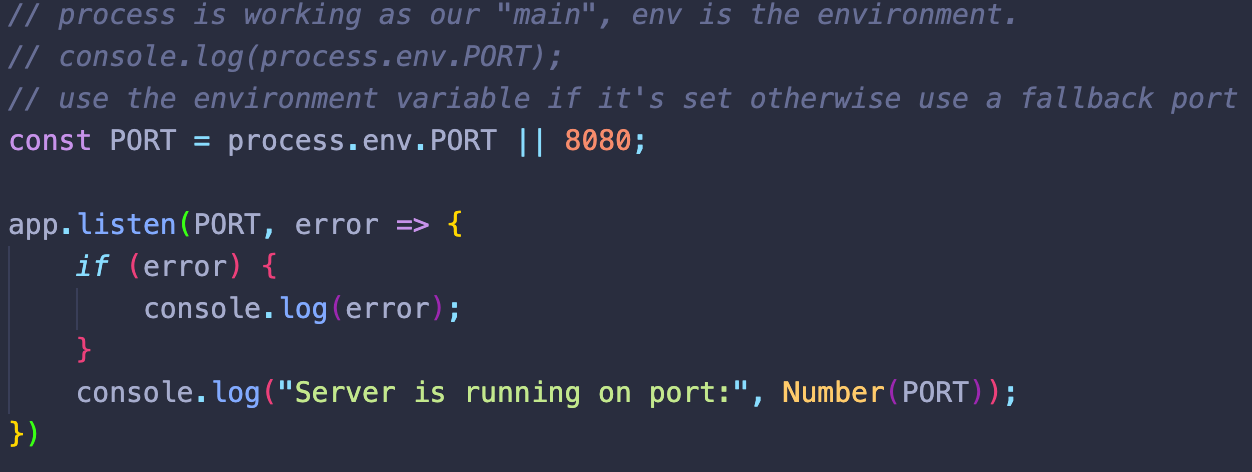 // process is working as our "main", env is the environment.
// console.log(process.env.PORT);
// use the environment variable if it's set otherwise use a fallback port
const PORT = process.env.PORT || 8080;

app.listen(PORT, error => {
    if (error) {
        console.log(error);
    }
    console.log("Server is running on port:", Number(PORT));
})